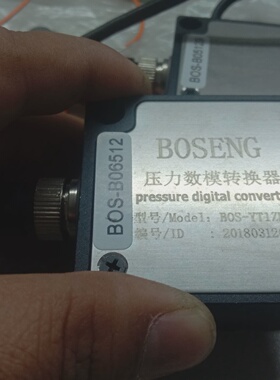 BOS-B0512
BOS-B06512
BOSENG
压力数模转换器
pressure digital convert
型号/Model:
编号/ID : 20180312